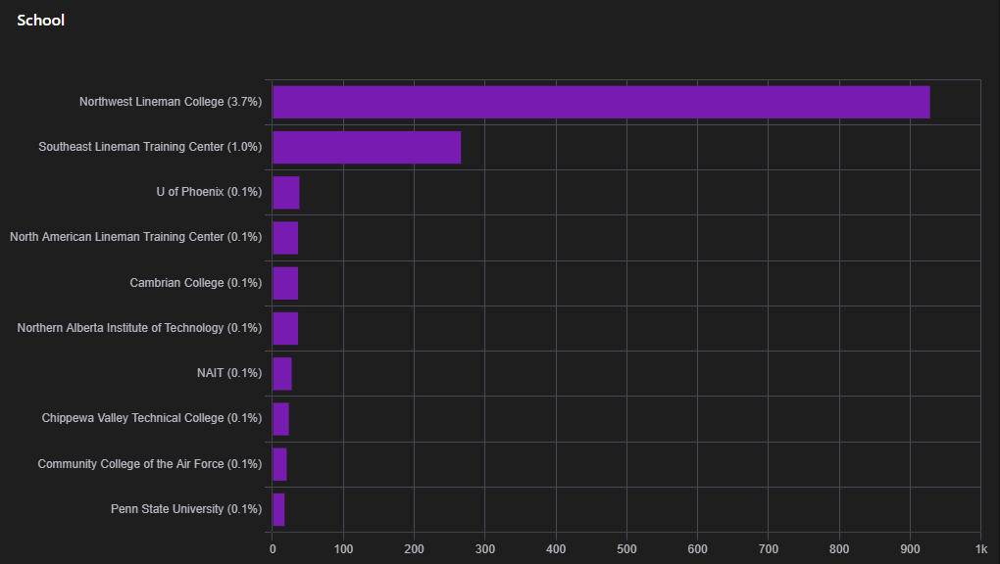 School
Northwest Lineman College (3.7%)
Southeast Lineman Training Center (1.0%)
U of Phoenix (0.1%)
North American Lineman Training Center (0.1%)
Cambrian College (0.1%)
Northern Alberta Institute of Technology (0.1%)
NAIT (0.1%)
Chippewa Valley Technical College (0.1%)
Community College of the Air Force (0.1%)
Penn State University (0.1%)
0 100 200 300 400 500 600 700 800 900 1k